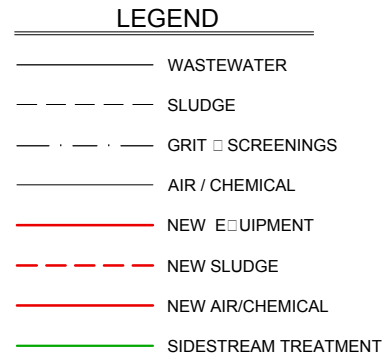 LEGEND
WASTEWATER
SLUDGE
GRIT □ SCREENINGS
AIR / CHEMICAL
NEW E□UIPMENT
NEW SLUDGE
NEW AIR/CHEMICAL
SIDESTREAM TREATMENT